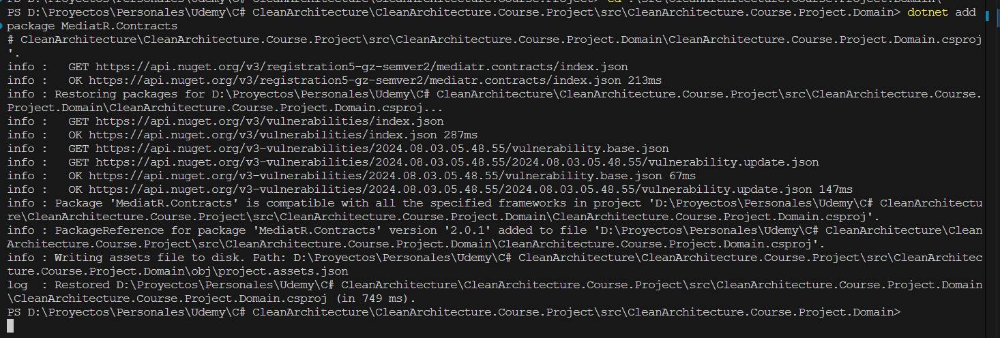 PS D:\Proyectos\Personales\Udemy\C# CleanArchitecture\CleanArchitecture.Course.Project> cd .\src\CleanArchitecture.Course.Project.Domain\
PS D:\Proyectos\Personales\Udemy\C# CleanArchitecture\CleanArchitecture.Course.Project\src\CleanArchitecture.Course.Project.Domain> dotnet add
package MediatR.Contracts
# CleanArchitecture\CleanArchitecture.Course.Project\src\CleanArchitecture.Course.Project.Domain\CleanArchitecture.Course.Project.Domain.csproj
'.
info :   GET https://api.nuget.org/v3/registration5-gz-semver2/mediatr.contracts/index.json
info :   OK https://api.nuget.org/v3/registration5-gz-semver2/mediatr.contracts/index.json 213ms
info : Restoring packages for D:\Proyectos\Personales\Udemy\C# CleanArchitecture\CleanArchitecture.Course.Project\src\CleanArchitecture.Course.
Project.Domain\CleanArchitecture.Course.Project.Domain.csproj...
info :   GET https://api.nuget.org/v3/vulnerabilities/index.json
info :   OK https://api.nuget.org/v3/vulnerabilities/index.json 287ms
info :   GET https://api.nuget.org/v3-vulnerabilities/2024.08.03.05.48.55/vulnerability.base.json
info :   GET https://api.nuget.org/v3-vulnerabilities/2024.08.03.05.48.55/2024.08.03.05.48.55/vulnerability.update.json
info :   OK https://api.nuget.org/v3-vulnerabilities/2024.08.03.05.48.55/vulnerability.base.json 67ms
info :   OK https://api.nuget.org/v3-vulnerabilities/2024.08.03.05.48.55/2024.08.03.05.48.55/vulnerability.update.json 147ms
info : Package 'MediatR.Contracts' is compatible with all the specified frameworks in project 'D:\Proyectos\Personales\Udemy\C# CleanArchitectu
re\CleanArchitecture.Course.Project\src\CleanArchitecture.Course.Project.Domain\CleanArchitecture.Course.Project.Domain.csproj'.
info : PackageReference for package 'MediatR.Contracts' version '2.0.1' added to file 'D:\Proyectos\Personales\Udemy\C# CleanArchitecture\Clean
Architecture.Course.Project\src\CleanArchitecture.Course.Project.Domain\CleanArchitecture.Course.Project.Domain.csproj'.
info : Writing assets file to disk. Path: D:\Proyectos\Personales\Udemy\C# CleanArchitecture\CleanArchitecture.Course.Project\src\CleanArchitec
ture.Course.Project.Domain\obj\project.assets.json
log  : Restored D:\Proyectos\Personales\Udemy\C# CleanArchitecture\CleanArchitecture.Course.Project\src\CleanArchitecture.Course.Project.Domain
\CleanArchitecture.Course.Project.Domain.csproj (in 749 ms).
PS D:\Proyectos\Personales\Udemy\C# CleanArchitecture\CleanArchitecture.Course.Project\src\CleanArchitecture.Course.Project.Domain>